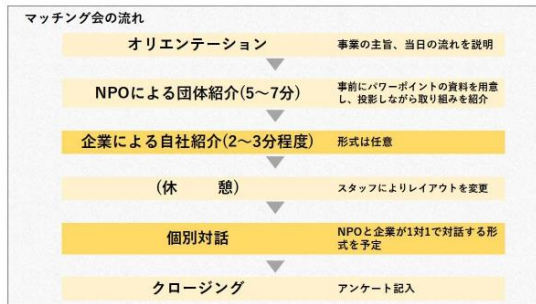 マッチング会の流れ
オリエンテーション
事業の主旨、当日の流れを説明
NPOによる団体紹介(5～7分)
事前にパワーポイントの資料を用意
し、投影しながら取り組みを紹介
企業による自社紹介(2～3分程度)
形式は任意
(休　　憩)
スタッフによりレイアウトを変更
個別対話
NPOと企業が1対1で対話する形
式を予定
クロージング
アンケート記入